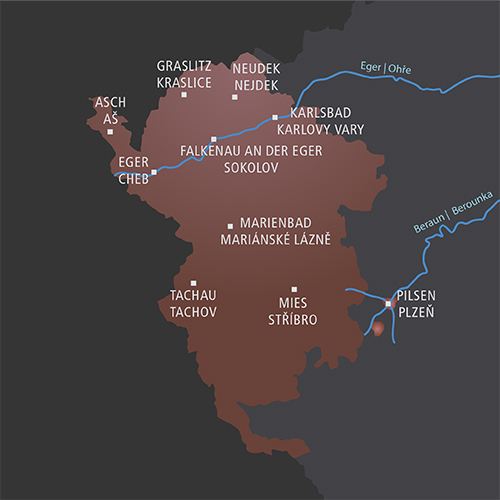 GRASLITZ
KRASLICE
NEUDEK
NEJDEK
Eger | Ohře
ASCH
AŠ
KARLSBAD
KARLOVY VARY
FALKENAU AN DER EGER
SOKOLOV
EGER
CHEB
Beraun | Berounka
MARIENBAD
MARIÁNSKÉ LÁZNĚ
TACHAU
TACHOV
MIES
STŘÍBRO
PILSEN
PLZEŇ